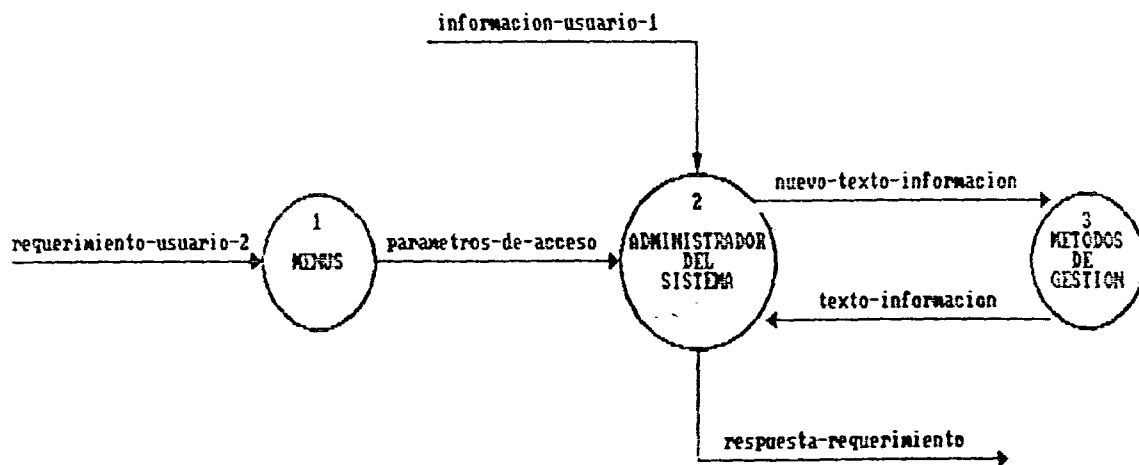 informacion-usuario-1
requerimiento-usuario-2
1
MENUS
parametros-de-acceso
2
ADMINISTRADOR
DEL
SISTEMA
nuevo-texto-informacion
3
METODOS
DE
GESTION
texto-informacion
respuesta-requerimiento